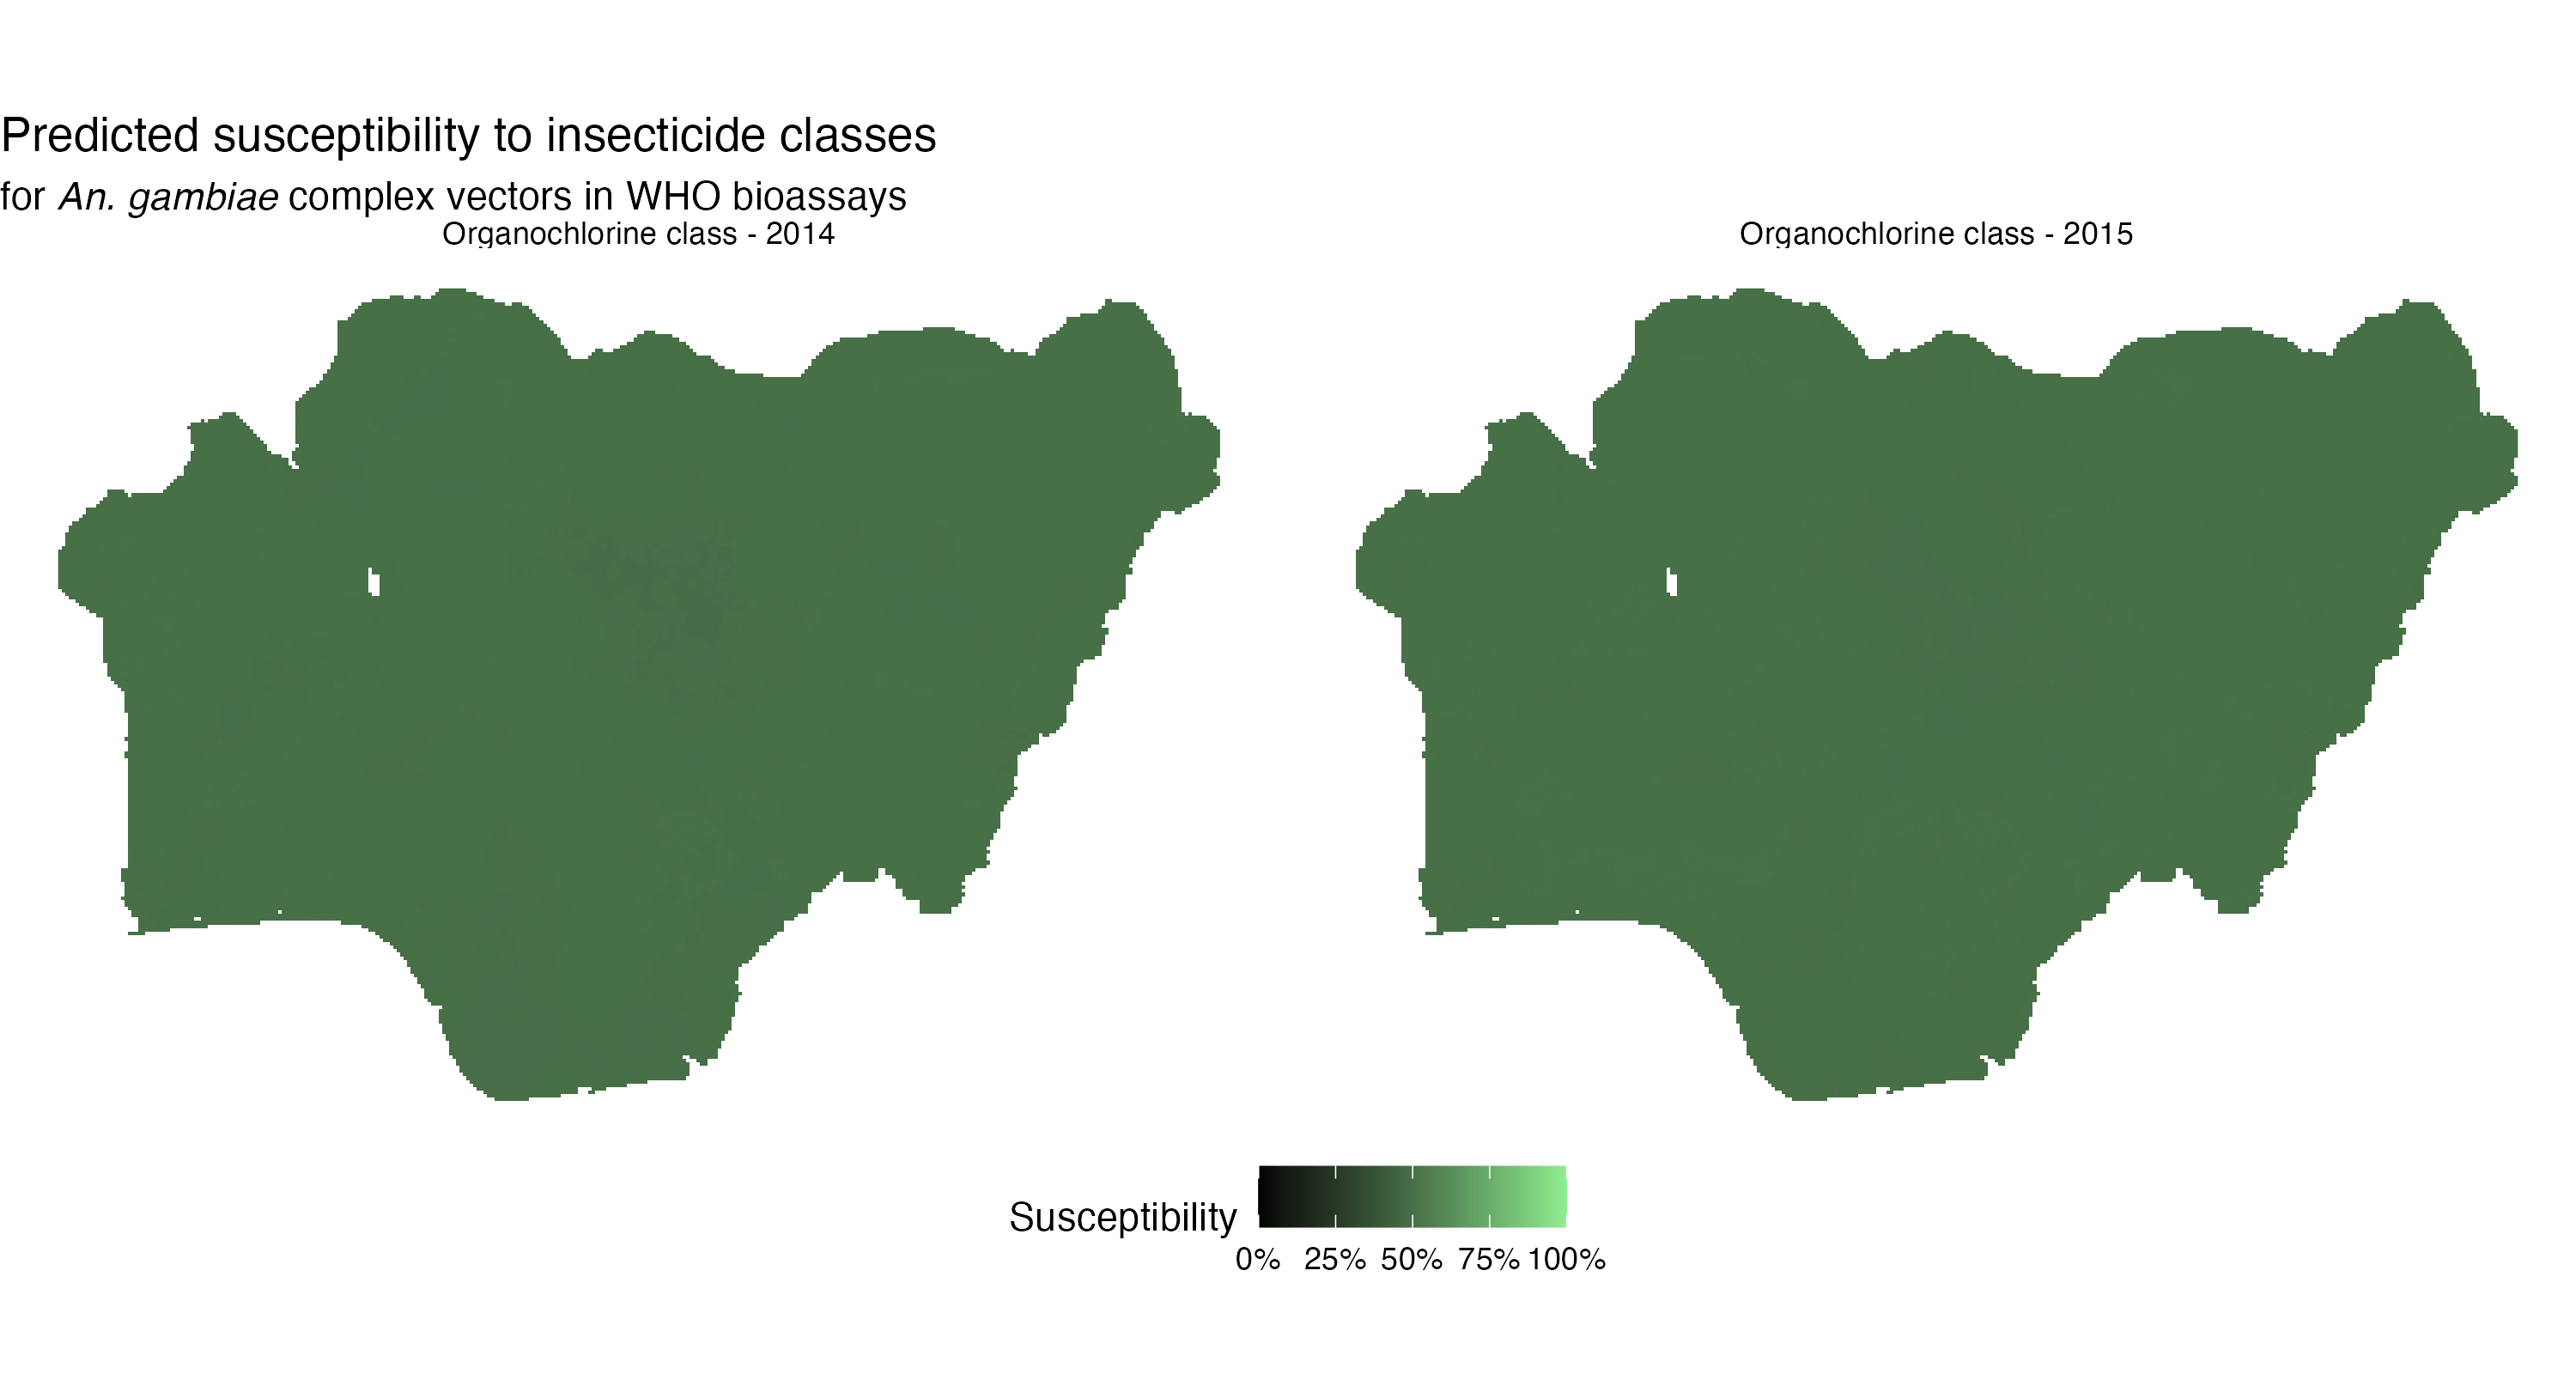 Predicted susceptibility to insecticide classes
for An. gambiae complex vectors in WHO bioassays
Organochlorine class - 2014
Organochlorine class - 2015
Susceptibility
0% 25% 50% 75% 100%